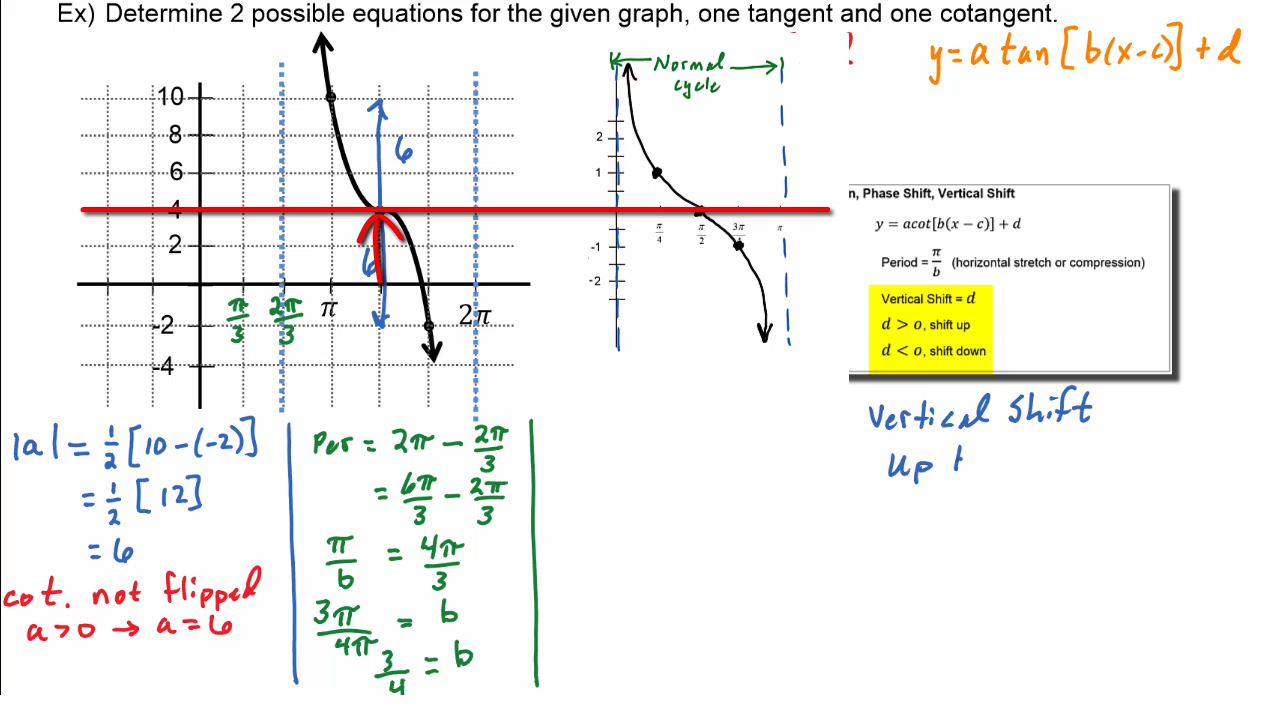 Ex) Determine 2 possible equations for the given graph, one tangent and one cotangent.
y = a tan [b(x-c)] + d
!
Normal
cycle
10
8
6
4
2
-2
-4
6
6
π/3
2π/3
π
2π
2
1
-1
-2
π/4
π/2
3π/4
π
n, Phase Shift, Vertical Shift
y = acot[b(x − c)] + d
Period = π/b (horizontal stretch or compression)
Vertical Shift = d
d > o, shift up
d < o, shift down
Vertical Shift
up
|a| = 1/2 [10 - (-2)]
= 1/2 [12]
= 6
cot. not flipped
a > 0 → a = 6
Per = 2π - 2π/3
= 6π/3 - 2π/3
π/b = 4π/3
3π/4π = b
3/4 = b